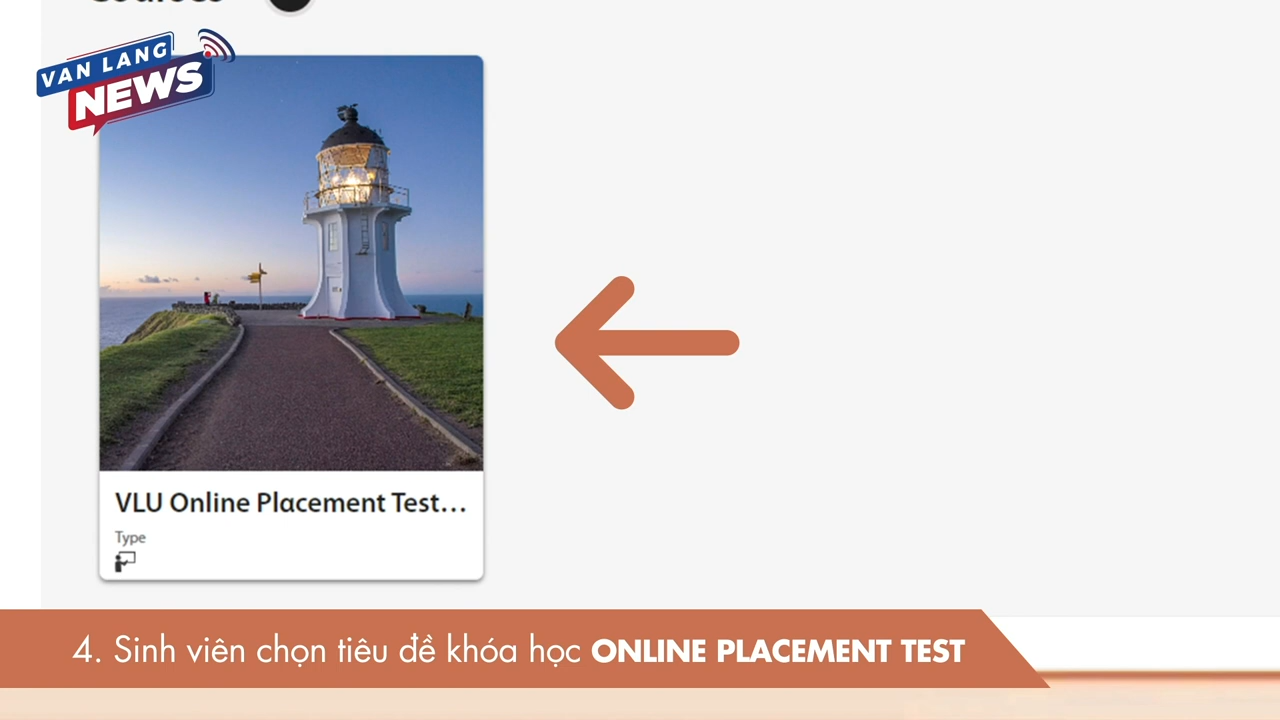 Courses
VAN LANG
NEWS
VLU Online Placement Test...
Type
4. Sinh viên chọn tiêu đề khóa học ONLINE PLACEMENT TEST